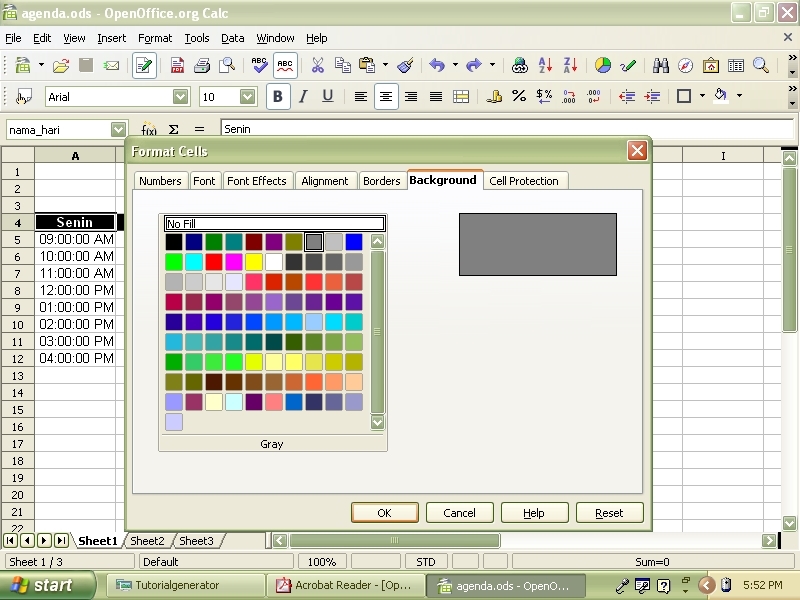 agenda.ods - OpenOffice.org Calc
File Edit View Insert Format Tools Data Window Help
Arial 10 B I U
nama_hari f(x) Σ = Senin
Format Cells
Numbers Font Font Effects Alignment Borders Background Cell Protection
No Fill
Gray
OK Cancel Help Reset
A I
1
2
3
4 Senin
5 09:00:00 AM
6 10:00:00 AM
7 11:00:00 AM
8 12:00:00 PM
9 01:00:00 PM
10 02:00:00 PM
11 03:00:00 PM
12 04:00:00 PM
13
14
15
16
17
18
19
20
21
22
Sheet1 Sheet2 Sheet3
Sheet 1 / 3 Default 100% STD Sum=0
start Tutorialgenerator Acrobat Reader - [Op... agenda.ods - OpenO... 5:52 PM